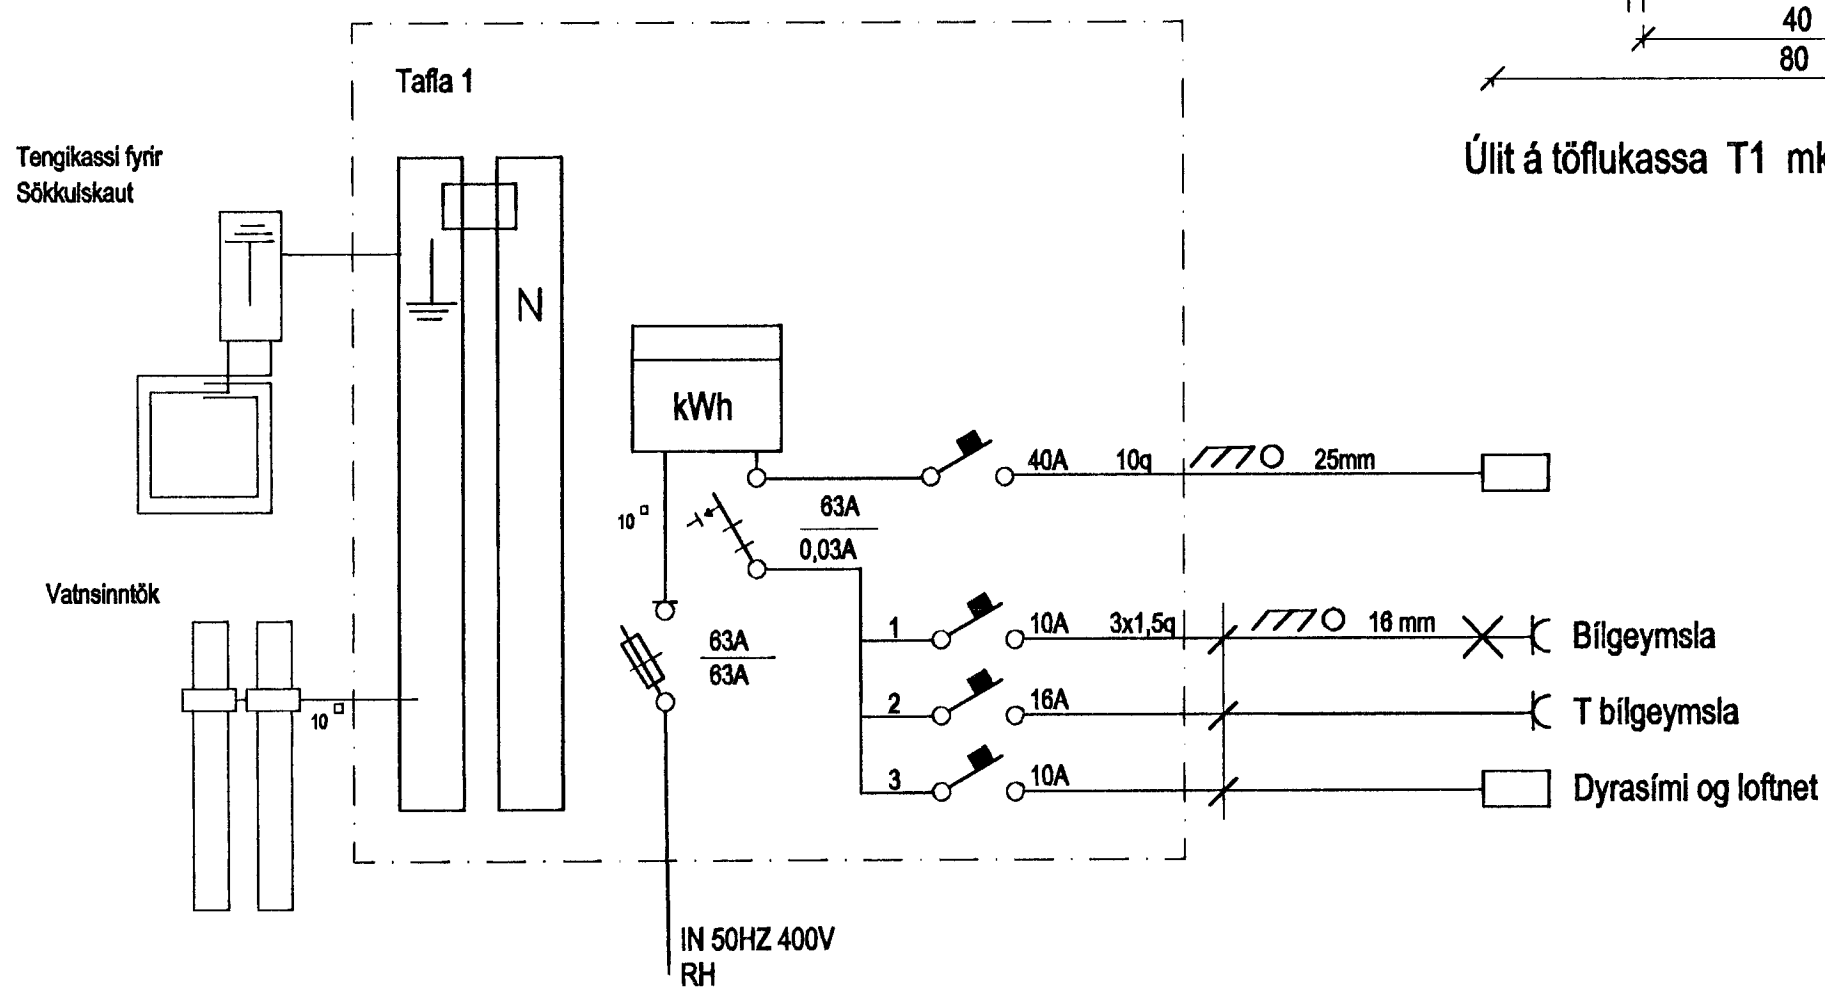 40
80
Tafla 1
Tengikassi fyrir
Sökkulskaut
Úlit á töflukassa T1
N
kWh
40A 10q 25mm
10
63A
0,03A
Vatnsinntök
1 10A 3x1,5q 16 mm Bílgeymsla
63A
63A
2 16A T bílgeymsla
10
3 10A Dyrasími og loftnet
IN 50HZ 400V
RH